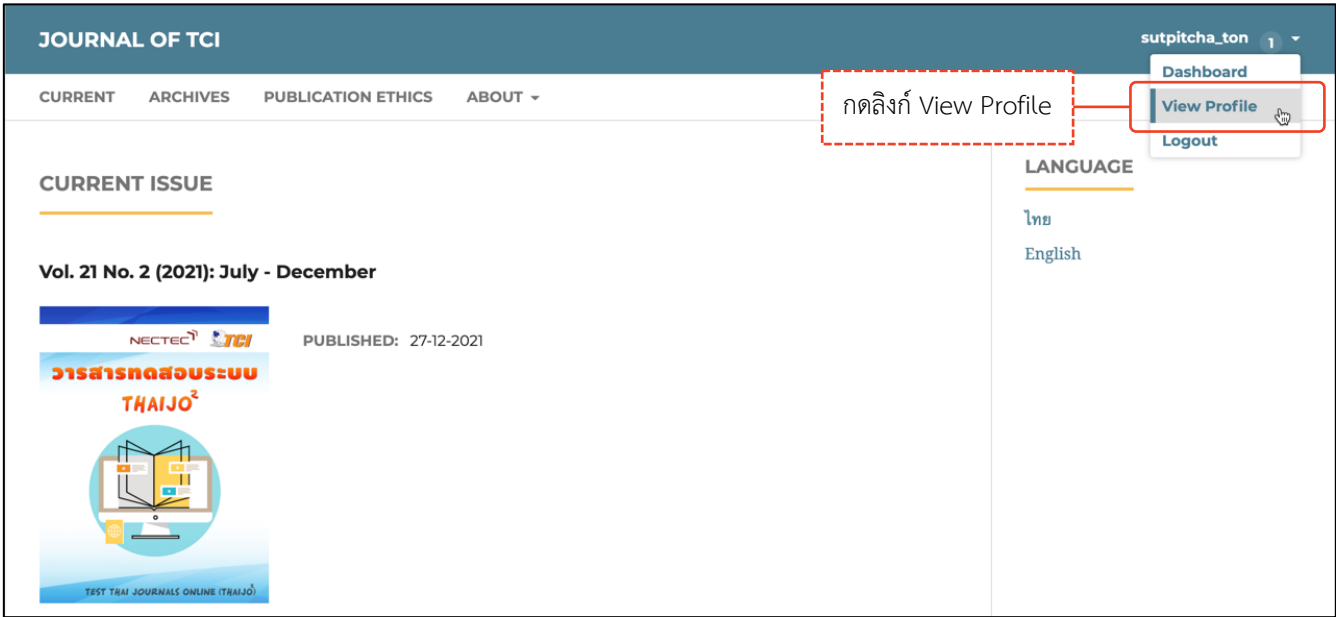 JOURNAL OF TCI
sutpitcha_ton 1
Dashboard
View Profile
Logout
CURRENT ARCHIVES PUBLICATION ETHICS ABOUT
กดลิงก์ View Profile
CURRENT ISSUE
Vol. 21 No. 2 (2021): July - December
NECTEC TCI
วารสารทดสอบระบบ
THAIJO2
TEST THAI JOURNALS ONLINE (THAIJO2)
PUBLISHED: 27-12-2021
LANGUAGE
ไทย
English